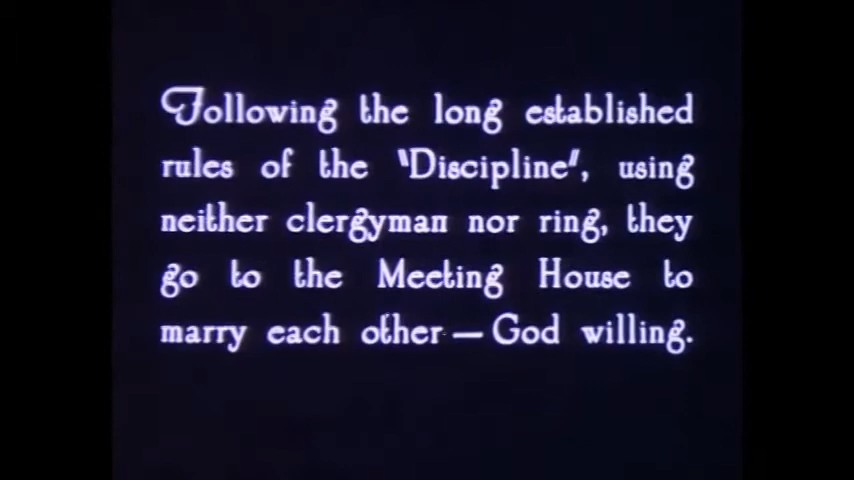 Following the long established
rules of the "Discipline", using
neither clergyman nor ring, they
go to the Meeting House to
marry each other — God willing.